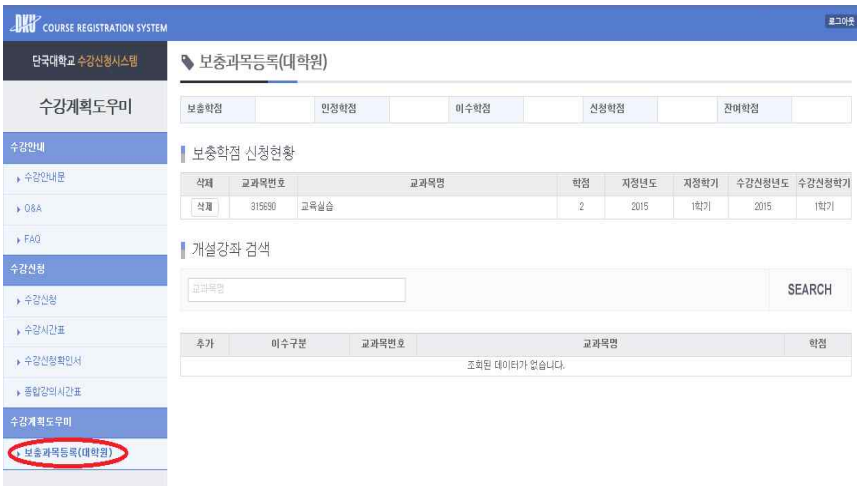 DKU COURSE REGISTRATION SYSTEM
로그아웃
단국대학교 수강신청시스템
수강계획도우미
수강안내
수강안내문
Q&A
FAQ
수강신청
수강신청
수강시간표
수강신청확인서
종합강의시간표
수강계획도우미
보충과목등록(대학원)
보충과목등록(대학원)
보충학점 인정학점 이수학점 신청학점 잔여학점
보충학점 신청현황
삭제 교과목번호 교과목명 학점 지정년도 지정학기 수강신청년도 수강신청학기
삭제 315690 교육실습 2 2015 1학기 2015 1학기
개설강좌 검색
교과목명 SEARCH
추가 이수구분 교과목번호 교과목명 학점
조회된 데이터가 없습니다.